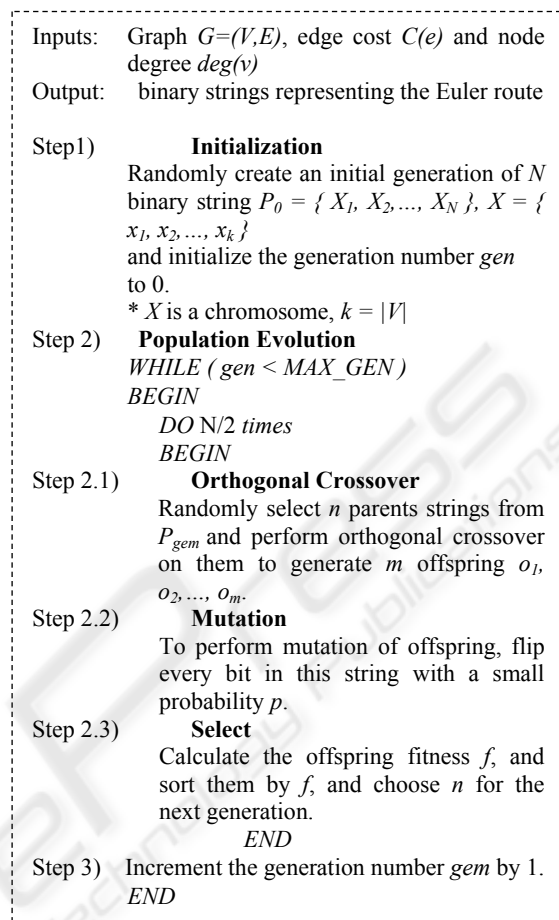 Inputs: Graph G=(V,E), edge cost C(e) and node
degree deg(v)
Output: binary strings representing the Euler route
Step1) Initialization
Randomly create an initial generation of N
binary string P0 = { X1, X2,..., XN }, X = {
x1, x2,..., xk }
and initialize the generation number gen
to 0.
* X is a chromosome, k = |V|
Step 2) Population Evolution
WHILE ( gen < MAX_GEN )
BEGIN
DO N/2 times
BEGIN
Step 2.1) Orthogonal Crossover
Randomly select n parents strings from
Pgem and perform orthogonal crossover
on them to generate m offspring o1,
o2,..., om.
Step 2.2) Mutation
To perform mutation of offspring, flip
every bit in this string with a small
probability p.
Step 2.3) Select
Calculate the offspring fitness f, and
sort them by f, and choose n for the
next generation.
END
Step 3) Increment the generation number gem by 1.
END